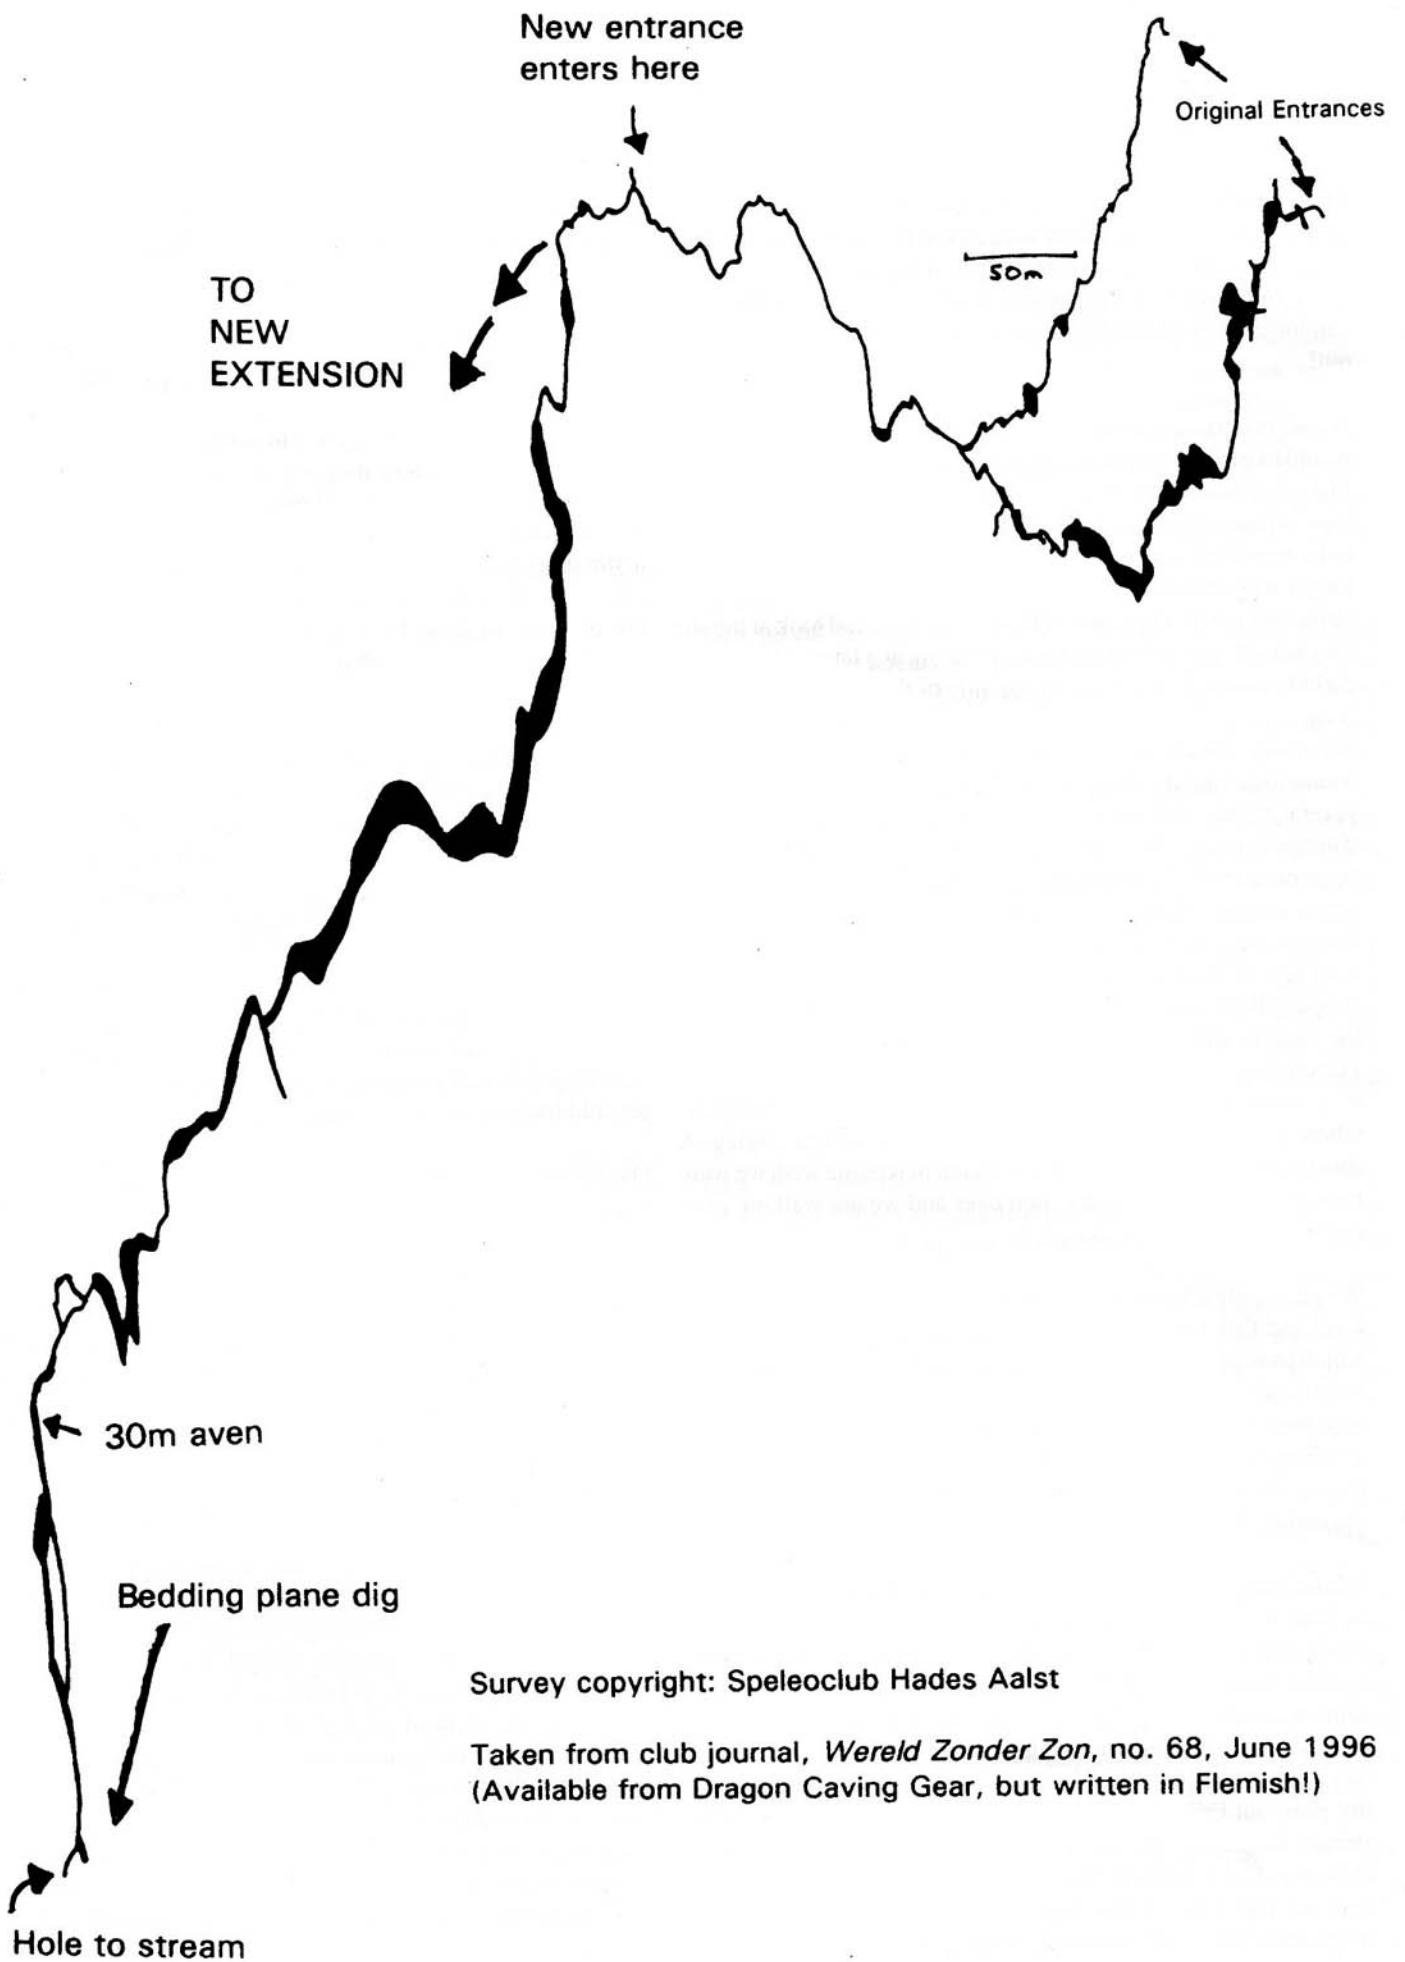 New entrance
enters here
Original Entrances
50m
TO
NEW
EXTENSION
30m aven
Bedding plane dig
Survey copyright: Speleoclub Hades Aalst
Taken from club journal, Wereld Zonder Zon, no. 68, June 1996
(Available from Dragon Caving Gear, but written in Flemish!)
Hole to stream